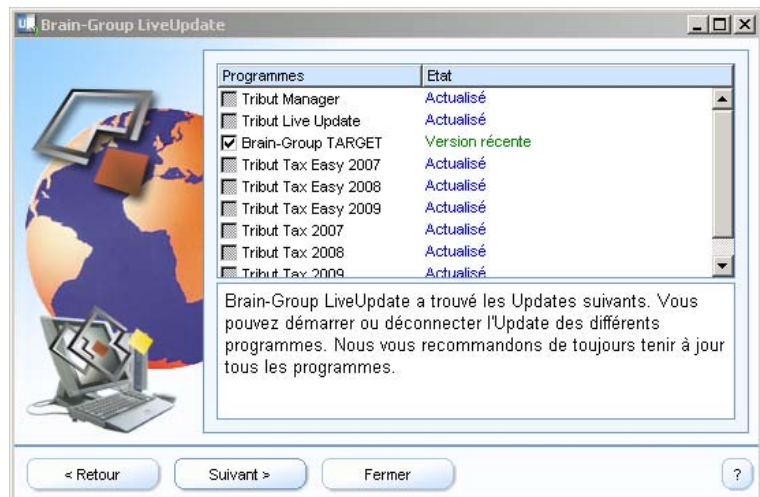 Brain-Group LiveUpdate
Programmes Etat
Tribut Manager Actualisé
Tribut Live Update Actualisé
Brain-Group TARGET Version récente
Tribut Tax Easy 2007 Actualisé
Tribut Tax Easy 2008 Actualisé
Tribut Tax Easy 2009 Actualisé
Tribut Tax 2007 Actualisé
Tribut Tax 2008 Actualisé
Tribut Tax 2009 Actualisé
Brain-Group LiveUpdate a trouvé les Updates suivants. Vous
pouvez démarrer ou déconnecter l'Update des différents
programmes. Nous vous recommandons de toujours tenir à jour
tous les programmes.
< Retour Suivant > Fermer ?